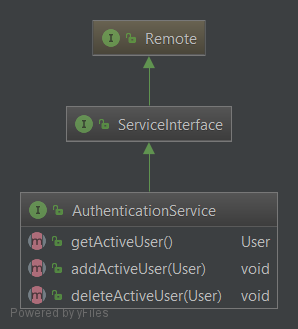 I Remote
I ServiceInterface
I AuthenticationService
m getActiveUser() User
m addActiveUser(User) void
m deleteActiveUser(User) void
Powered by yFiles